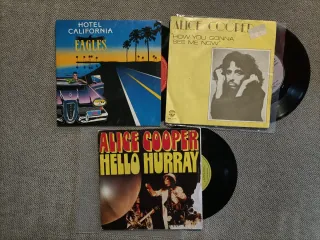 HOTEL
CALIFORNIA
EAGLES
ALICE COOPER
HOW YOU GONNA
SEE ME NOW
ALICE COOPER
HELLO HURRAY